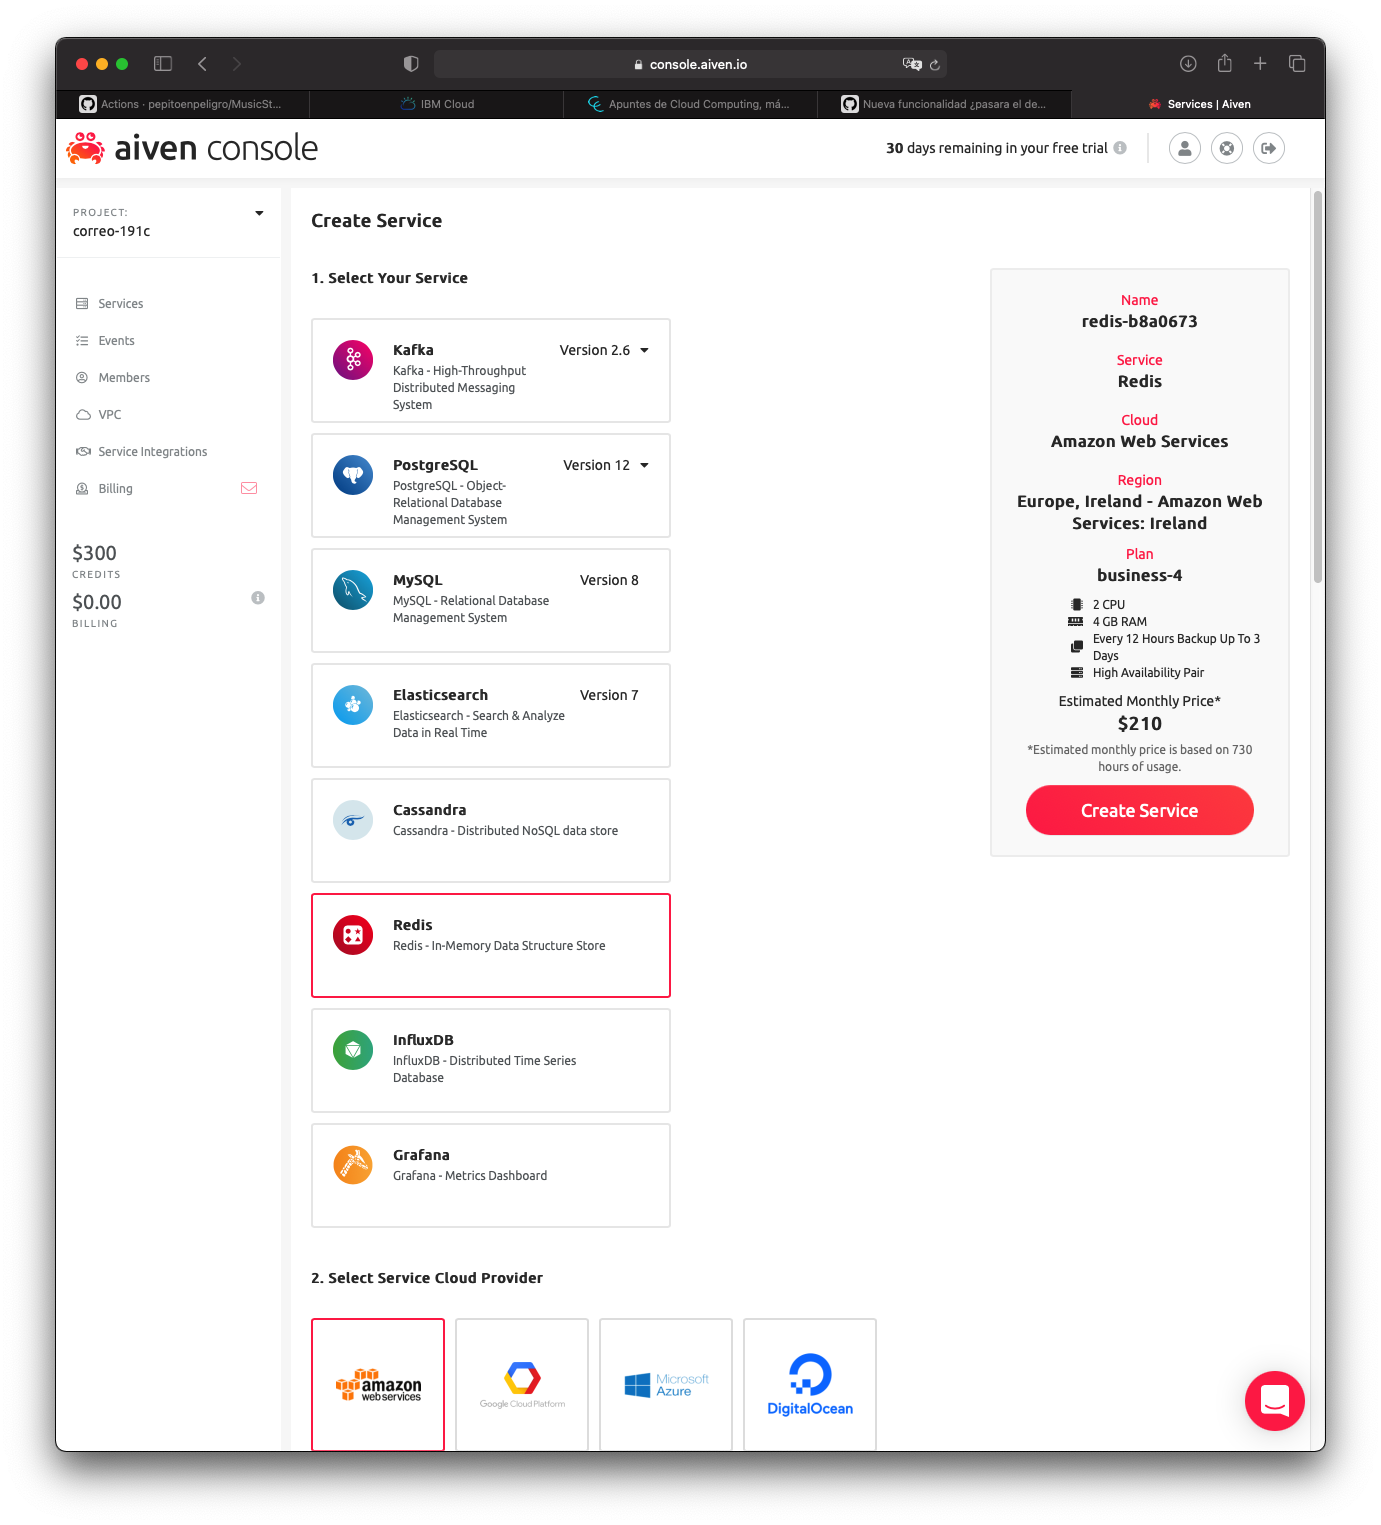 console.aiven.io
Actions · pepitoenpeligro/MusicSt...
IBM Cloud
Apuntes de Cloud Computing, má...
Nueva funcionalidad ¿pasara el de...
Services | Aiven
aiven console
30 days remaining in your free trial
PROJECT:
correo-191c
Services
Events
Members
VPC
Service Integrations
Billing
$300
CREDITS
$0.00
BILLING
Create Service
1. Select Your Service
Kafka
Version 2.6
Kafka - High-Throughput
Distributed Messaging
System
PostgreSQL
Version 12
PostgreSQL - Object-
Relational Database
Management System
MySQL
Version 8
MySQL - Relational Database
Management System
Elasticsearch
Version 7
Elasticsearch - Search & Analyze
Data in Real Time
Cassandra
Cassandra - Distributed NoSQL data store
Redis
Redis - In-Memory Data Structure Store
InfluxDB
InfluxDB - Distributed Time Series
Database
Grafana
Grafana - Metrics Dashboard
2. Select Service Cloud Provider
amazon
web services
Google Cloud Platform
Microsoft
Azure
DigitalOcean
Name
redis-b8a0673
Service
Redis
Cloud
Amazon Web Services
Region
Europe, Ireland - Amazon Web
Services: Ireland
Plan
business-4
2 CPU
4 GB RAM
Every 12 Hours Backup Up To 3
Days
High Availability Pair
Estimated Monthly Price*
$210
*Estimated monthly price is based on 730
hours of usage.
Create Service